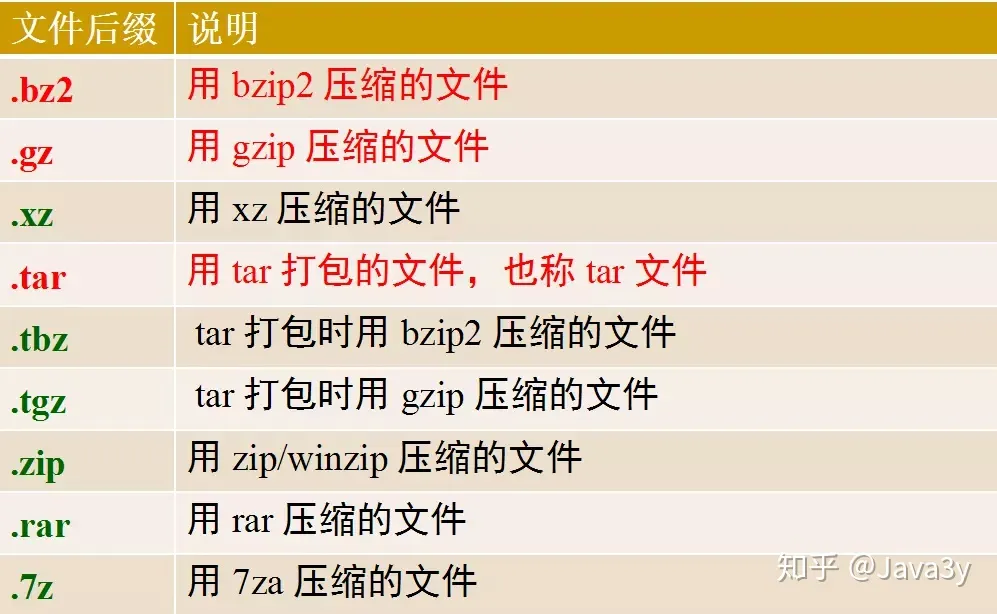 文件后缀 说明
.bz2 用 bzip2 压缩的文件
.gz 用 gzip 压缩的文件
.xz 用 xz 压缩的文件
.tar 用 tar 打包的文件，也称 tar 文件
.tbz tar 打包时用 bzip2 压缩的文件
.tgz tar 打包时用 gzip 压缩的文件
.zip 用 zip/winzip 压缩的文件
.rar 用 rar 压缩的文件
.7z 用 7za 压缩的文件
知乎 @Java3y